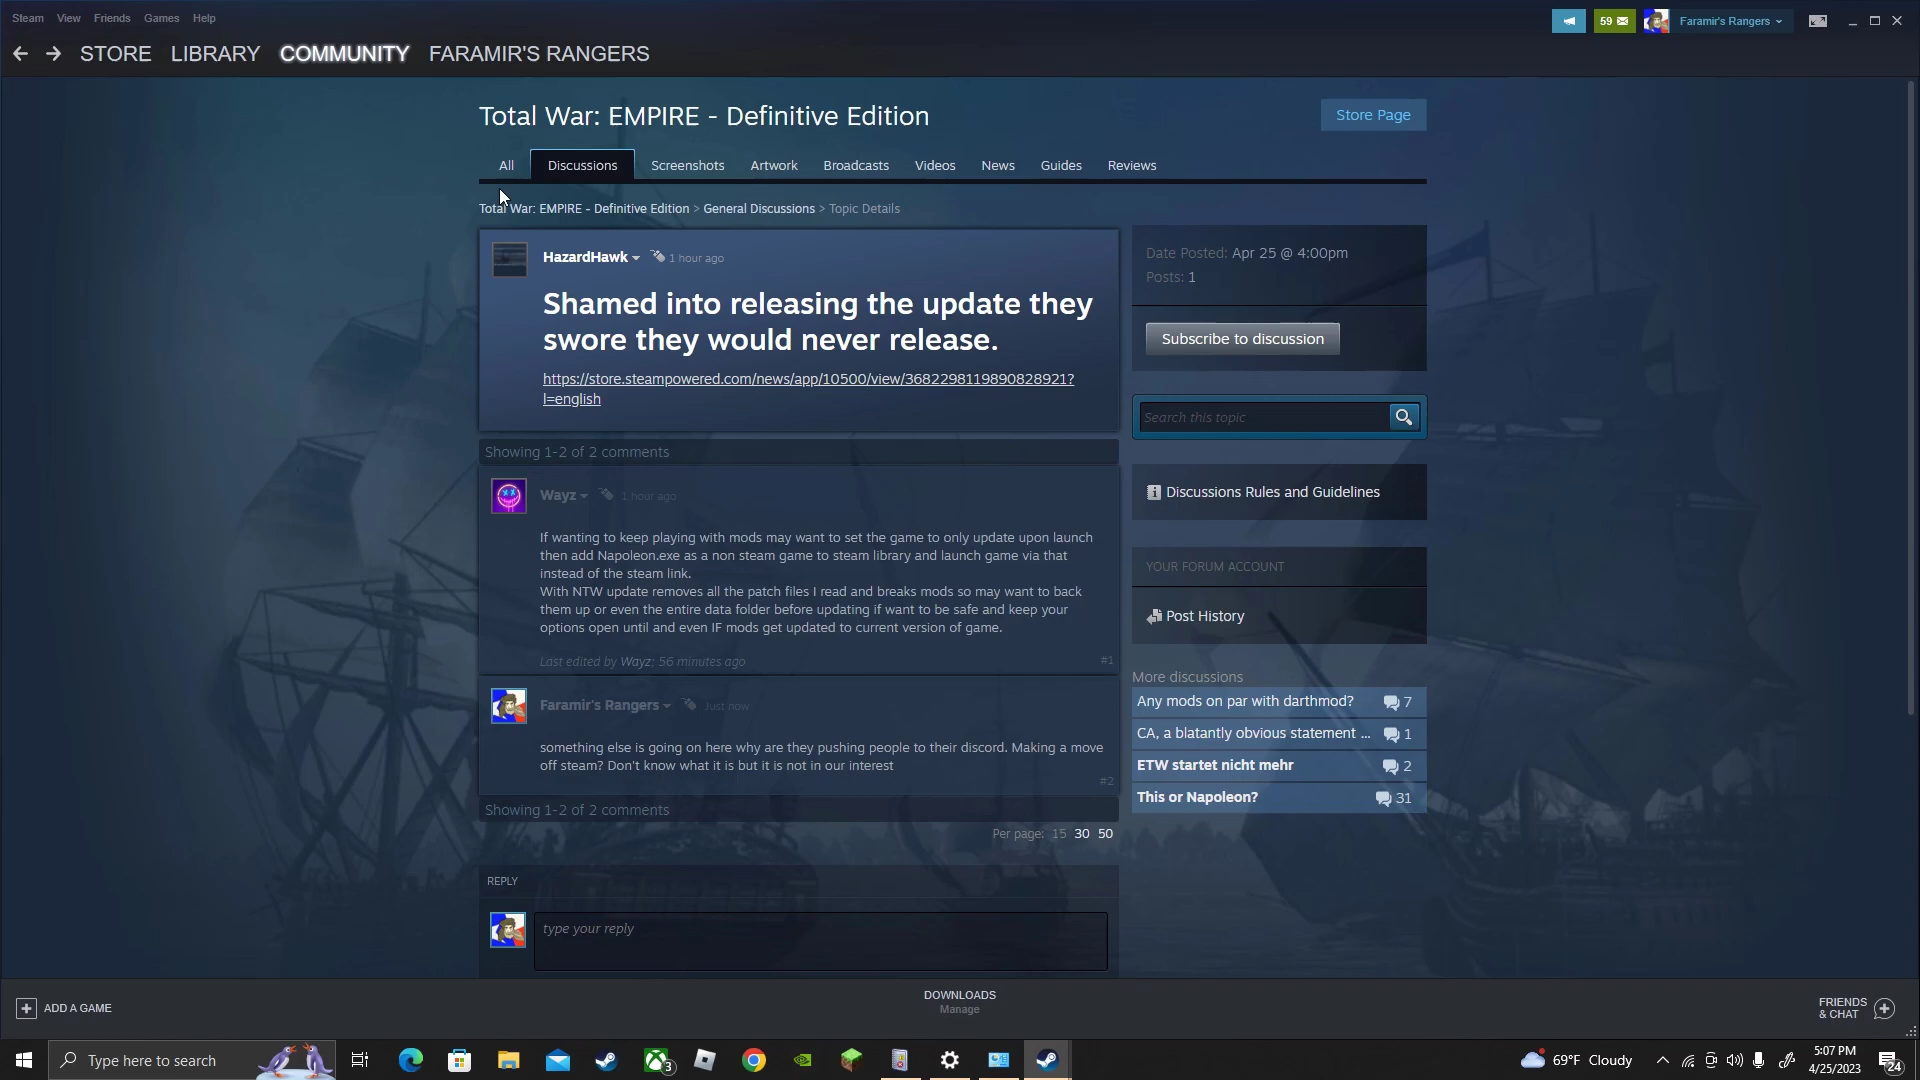 Steam View Friends Games Help
59 Faramir's Rangers
STORE LIBRARY COMMUNITY FARAMIR'S RANGERS
Total War: EMPIRE - Definitive Edition
Store Page
All Discussions Screenshots Artwork Broadcasts Videos News Guides Reviews
Total War: EMPIRE - Definitive Edition > General Discussions > Topic Details
HazardHawk 1 hour ago
Shamed into releasing the update they
swore they would never release.
https://store.steampowered.com/news/app/10500/view/3682298119890828921?
l=english
Showing 1-2 of 2 comments
Wayz 1 hour ago
If wanting to keep playing with mods may want to set the game to only update upon launch
then add Napoleon.exe as a non steam game to steam library and launch game via that
instead of the steam link.
With NTW update removes all the patch files I read and breaks mods so may want to back
them up or even the entire data folder before updating if want to be safe and keep your
options open until and even IF mods get updated to current version of game.
Last edited by Wayz; 56 minutes ago
#1
Faramir's Rangers Just now
something else is going on here why are they pushing people to their discord. Making a move
off steam? Don't know what it is but it is not in our interest
#2
Showing 1-2 of 2 comments
Per page: 15 30 50
REPLY
type your reply
Date Posted: Apr 25 @ 4:00pm
Posts: 1
Subscribe to discussion
Search this topic
Discussions Rules and Guidelines
YOUR FORUM ACCOUNT
Post History
More discussions
Any mods on par with darthmod? 7
CA, a blatantly obvious statement ... 1
ETW startet nicht mehr 2
This or Napoleon? 31
ADD A GAME
DOWNLOADS
Manage
FRIENDS
& CHAT
Type here to search
3
69°F Cloudy
5:07 PM
4/25/2023
24